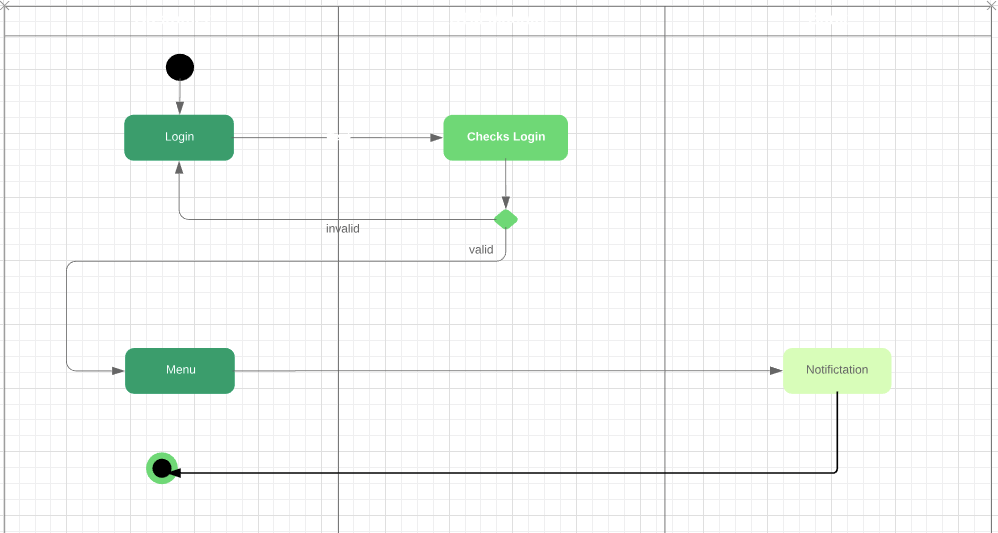 Login
Checks Login
invalid
valid
Menu
Notifictation